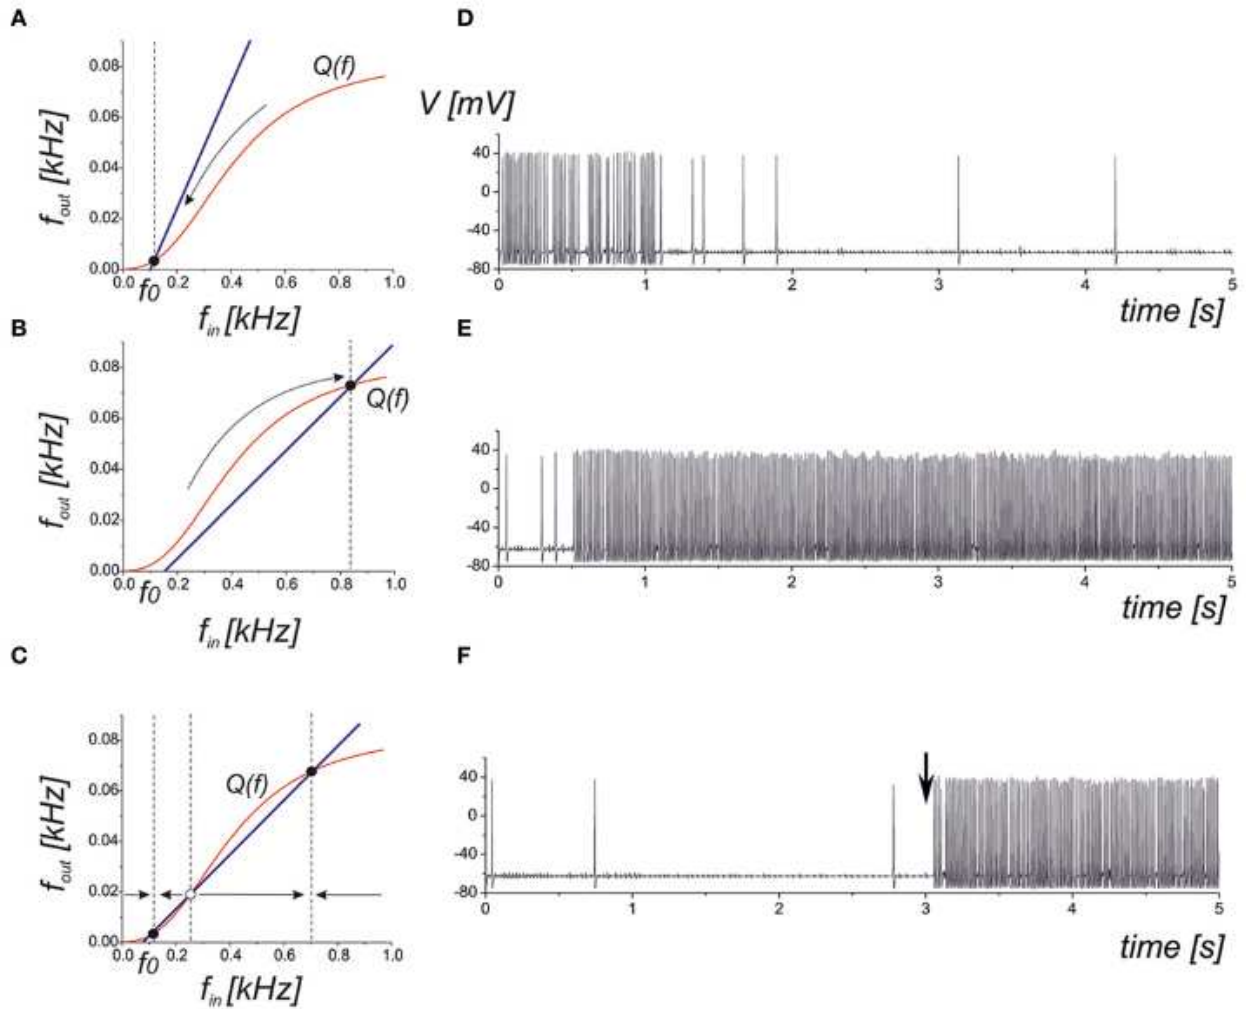 A
0.08
0.06
0.04
0.02
0.00
f_out [kHz]
Q(f)
0.0 0.2 0.4 0.6 0.8 1.0
f0
f_in [kHz]
D
V [mV]
40
0
-40
-80
0 1 2 3 4 5
time [s]
B
0.08
0.06
0.04
0.02
0.00
f_out [kHz]
Q(f)
0.0 0.2 0.4 0.6 0.8 1.0
f0
f_in [kHz]
E
40
0
-40
-80
0 1 2 3 4 5
time [s]
C
0.08
0.06
0.04
0.02
0.00
f_out [kHz]
Q(f)
0.0 0.2 0.4 0.6 0.8 1.0
f0
f_in [kHz]
F
40
0
-40
-80
0 1 2 3 4 5
time [s]